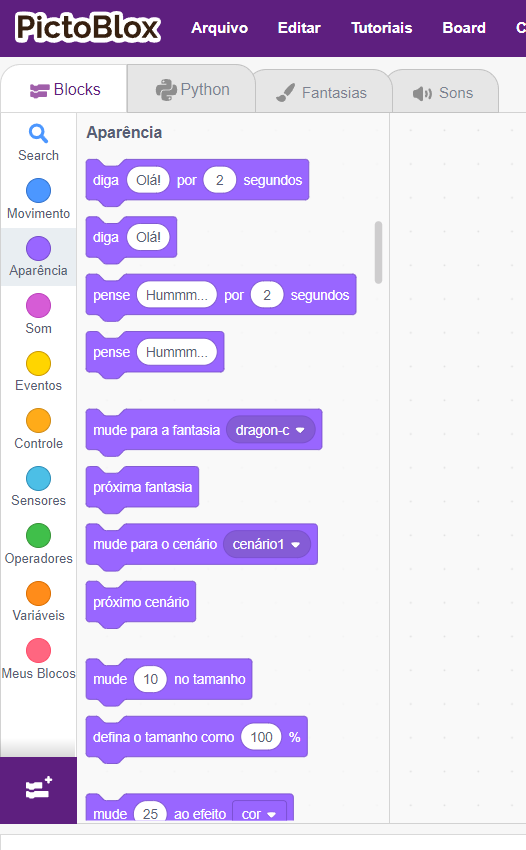 PictoBlox Arquivo Editar Tutoriais Board C
Blocks Python Fantasias Sons
Search
Movimento
Aparência
Som
Eventos
Controle
Sensores
Operadores
Variáveis
Meus Blocos
Aparência
diga Olá! por 2 segundos
diga Olá!
pense Hummm... por 2 segundos
pense Hummm...
mude para a fantasia dragon-c
próxima fantasia
mude para o cenário cenário1
próximo cenário
mude 10 no tamanho
defina o tamanho como 100 %
mude 25 ao efeito cor